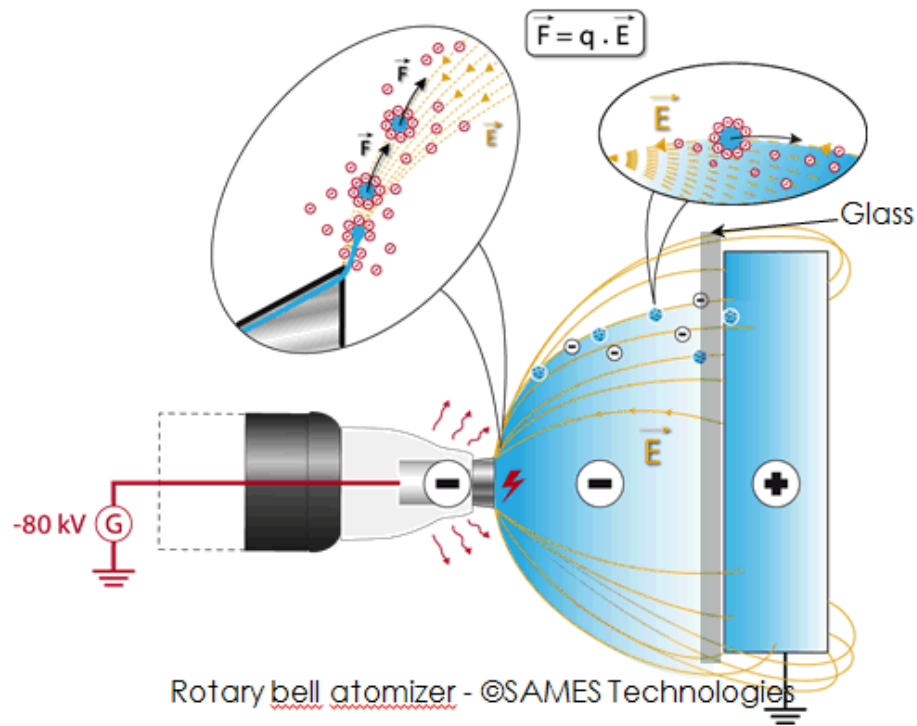 F = q . E
F
F
E
E
Glass
E
-80 kV
G
Rotary bell atomizer - ©SAMES Technologies